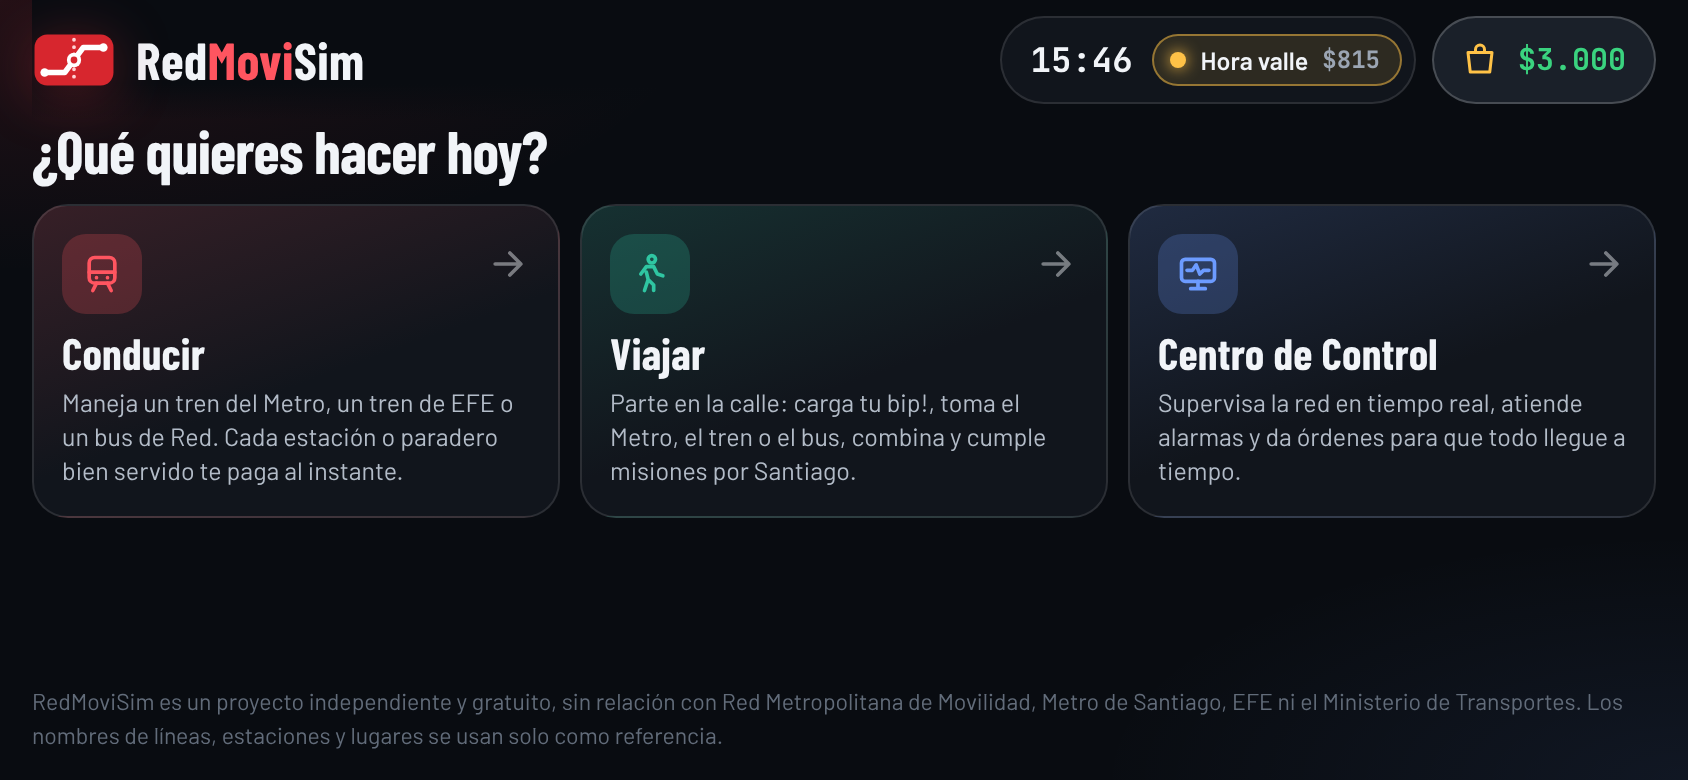 RedMoviSim
15:46 Hora valle $815 $3.000
¿Qué quieres hacer hoy?
Conducir
Maneja un tren del Metro, un tren de EFE o
un bus de Red. Cada estación o paradero
bien servido te paga al instante.
Viajar
Parte en la calle: carga tu bip!, toma el
Metro, el tren o el bus, combina y cumple
misiones por Santiago.
Centro de Control
Supervisa la red en tiempo real, atiende
alarmas y da órdenes para que todo llegue a
tiempo.
RedMoviSim es un proyecto independiente y gratuito, sin relación con Red Metropolitana de Movilidad, Metro de Santiago, EFE ni el Ministerio de Transportes. Los
nombres de líneas, estaciones y lugares se usan solo como referencia.